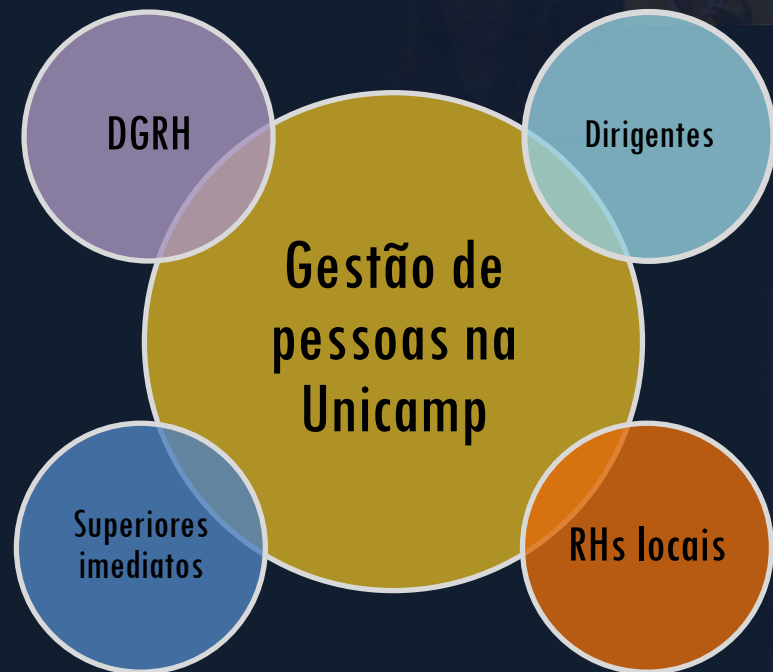 DGRH
Dirigentes
Gestão de
pessoas na
Unicamp
Superiores
imediatos
RHs locais